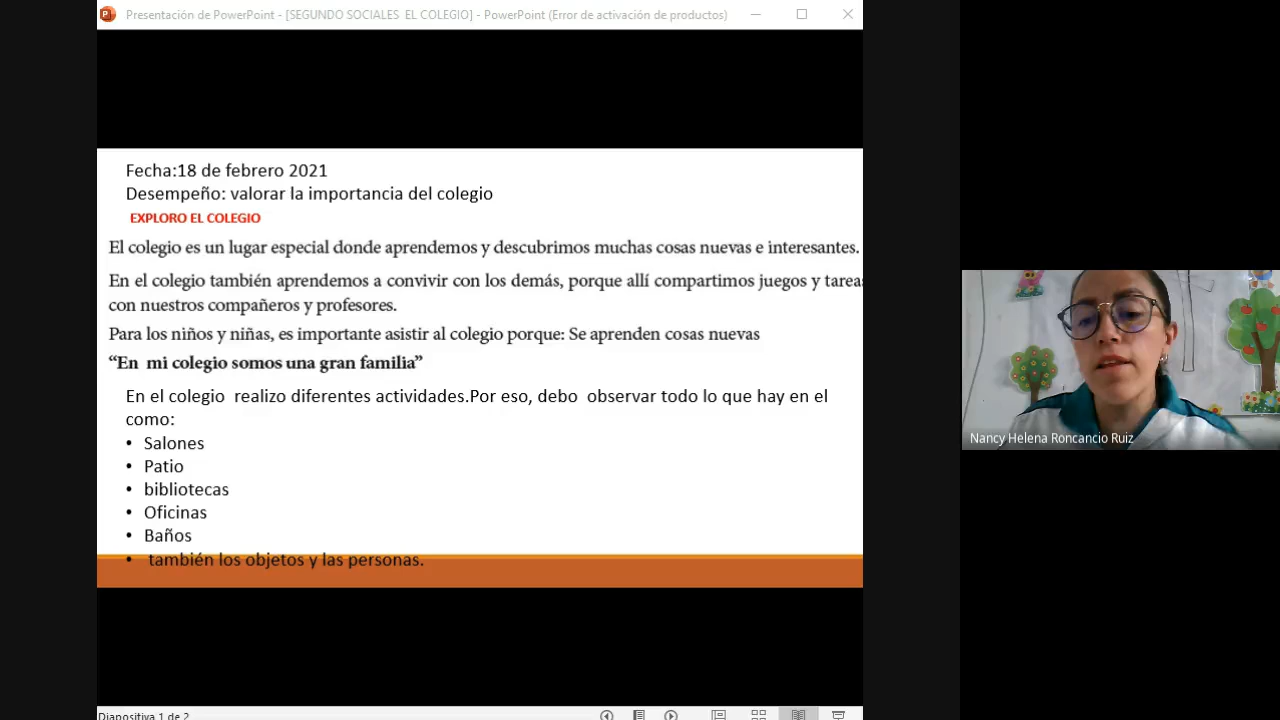 Presentación de PowerPoint - [SEGUNDO SOCIALES  EL COLEGIO] - PowerPoint (Error de activación de productos)
Fecha:18 de febrero 2021
Desempeño: valorar la importancia del colegio
EXPLORO EL COLEGIO
El colegio es un lugar especial donde aprendemos y descubrimos muchas cosas nuevas e interesantes.
En el colegio también aprendemos a convivir con los demás, porque allí compartimos juegos y tareas
con nuestros compañeros y profesores.
Para los niños y niñas, es importante asistir al colegio porque: Se aprenden cosas nuevas
“En  mi colegio somos una gran familia”
En el colegio  realizo diferentes actividades.Por eso, debo  observar todo lo que hay en el
como:
• Salones
• Patio
• bibliotecas
• Oficinas
• Baños
• también los objetos y las personas.
Nancy Helena Roncancio Ruiz
Diapositiva 1 de 2